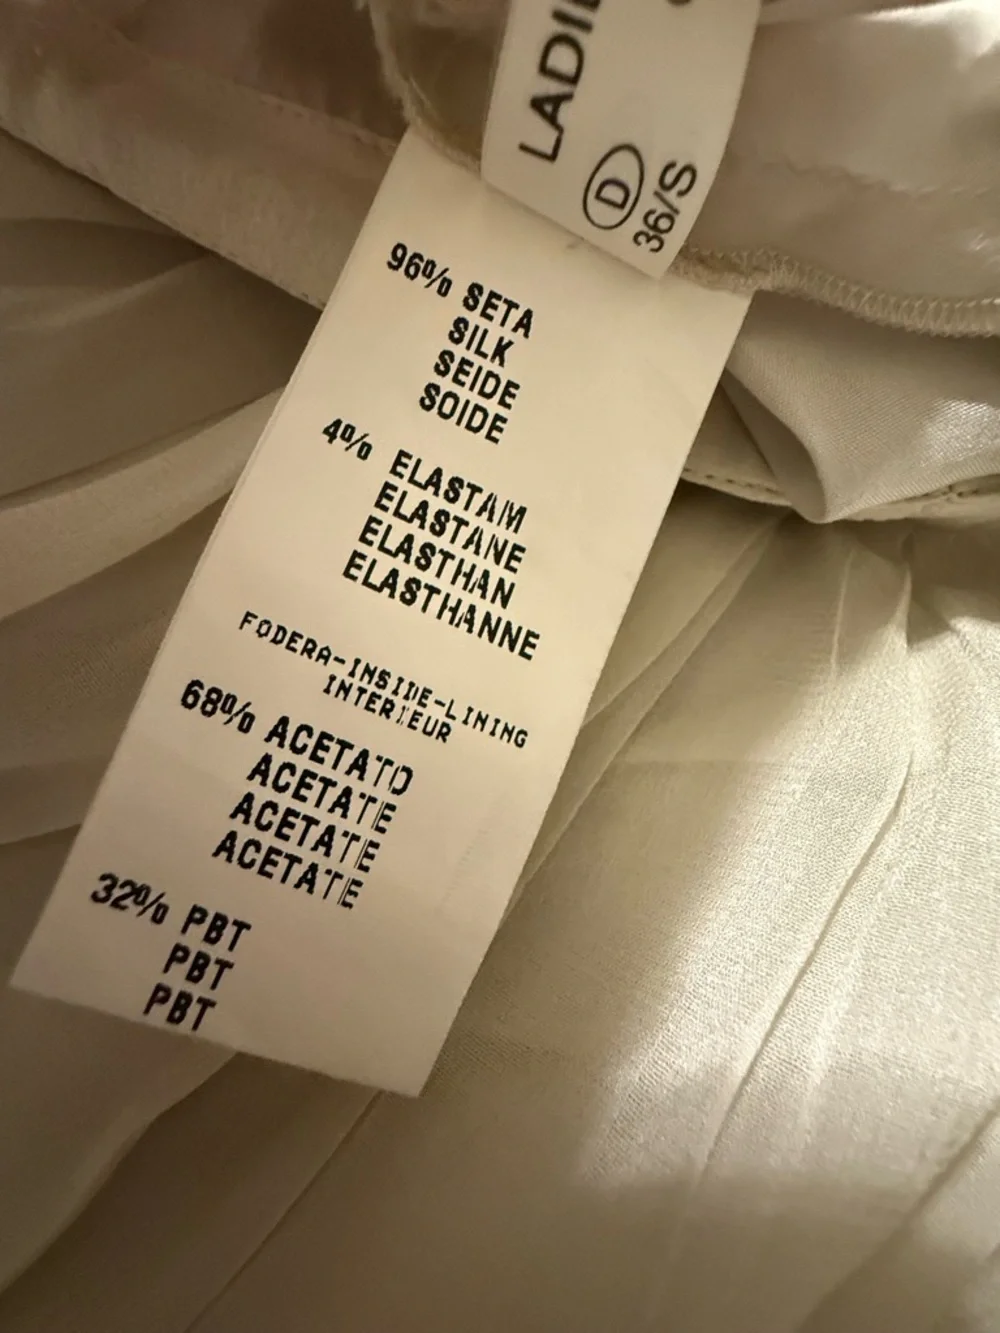 D
36/S
96% SETA
SILK
SEIDE
SOIDE
4% ELASTAM
ELASTANE
ELASTHAN
ELASTHANNE
FODERA-INSIDE-LINING
INTERIEUR
68% ACETATO
ACETATE
ACETATE
ACETATE
32% PBT
PBT
PBT